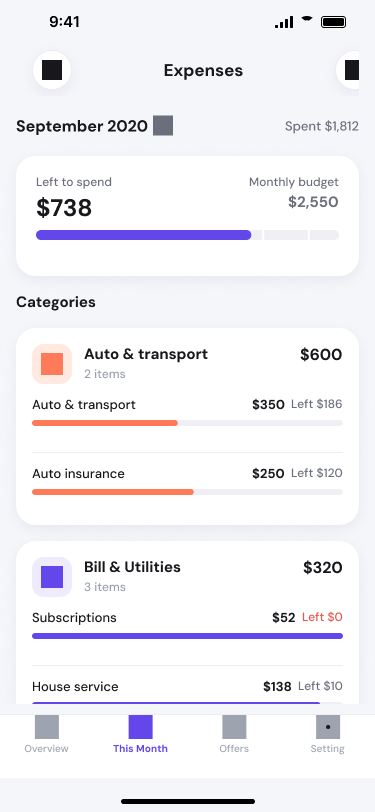 9:41
Expenses
September 2020
Spent $1,812
Left to spend
Monthly budget
$738
$2,550
Categories
Auto & transport
$600
2 items
Auto & transport
$350 Left $186
Auto insurance
$250 Left $120
Bill & Utilities
$320
3 items
Subscriptions
$52 Left $0
House service
$138 Left $10
Overview
This Month
Offers
Setting